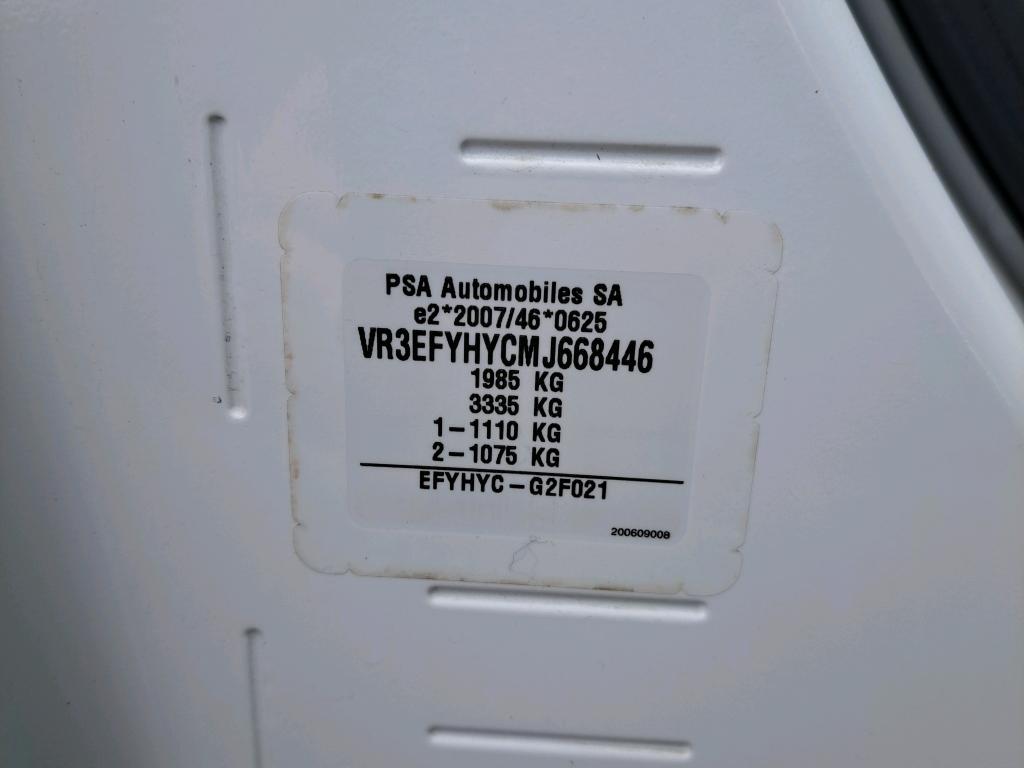 PSA Automobiles SA
e2*2007/46*0625
VR3EFYHYCMJ668446
1985 KG
3335 KG
1-1110 KG
2-1075 KG
EFYHYC-G2F021
200609008